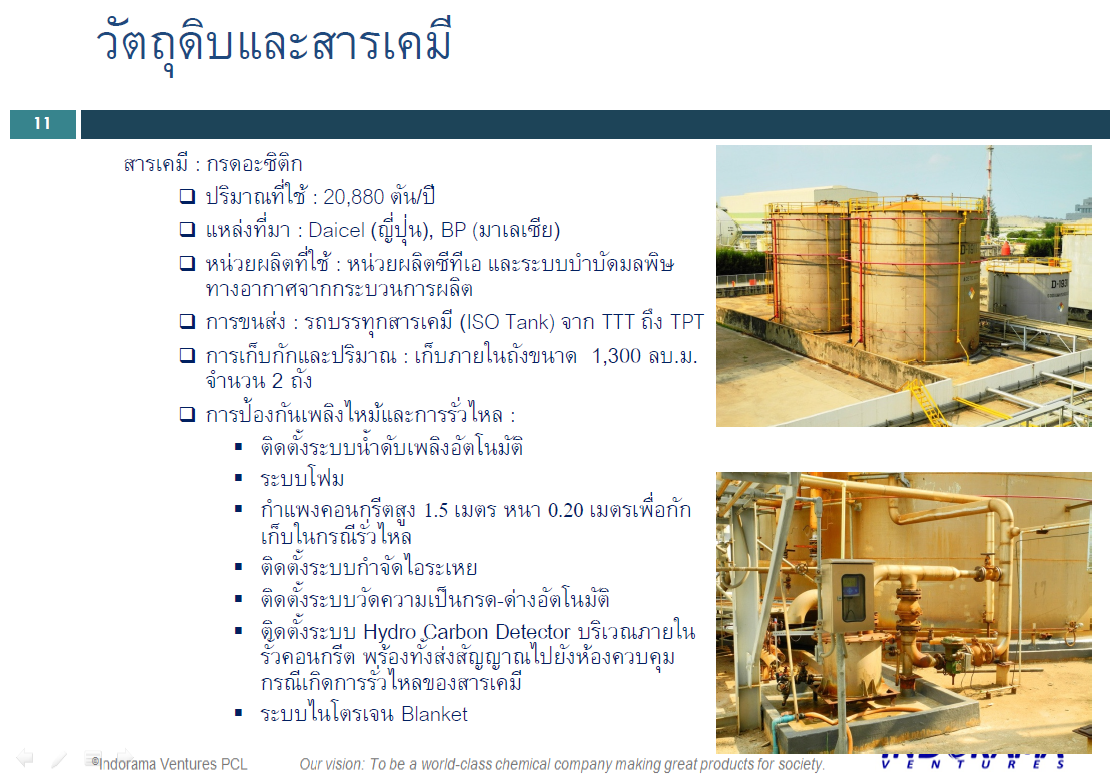 วัตถุดิบและสารเคมี
11
สารเคมี : กรดอะซิติก
❑ ปริมาณที่ใช้ : 20,880 ตัน/ปี
❑ แหล่งที่มา : Daicel (ญี่ปุ่น), BP (มาเลเซีย)
❑ หน่วยผลิตที่ใช้ : หน่วยผลิตซีทีเอ และระบบบำบัดมลพิษ
ทางอากาศจากกระบวนการผลิต
❑ การขนส่ง : รถบรรทุกสารเคมี (ISO Tank) จาก TTT ถึง TPT
❑ การเก็บกักและปริมาณ : เก็บภายในถังขนาด 1,300 ลบ.ม.
จำนวน 2 ถัง
❑ การป้องกันเพลิงไหม้และการรั่วไหล :
▪ ติดตั้งระบบน้ำดับเพลิงอัตโนมัติ
▪ ระบบโฟม
▪ กำแพงคอนกรีตสูง 1.5 เมตร หนา 0.20 เมตรเพื่อกัก
เก็บในกรณีรั่วไหล
▪ ติดตั้งระบบกำจัดไอระเหย
▪ ติดตั้งระบบวัดความเป็นกรด-ด่างอัตโนมัติ
▪ ติดตั้งระบบ Hydro Carbon Detector บริเวณภายใน
รั้วคอนกรีต พร้องทั้งส่งสัญญาณไปยังห้องควบคุม
กรณีเกิดการรั่วไหลของสารเคมี
▪ ระบบไนโตรเจน Blanket
©Indorama Ventures PCL
Our vision: To be a world-class chemical company making great products for society.
INDORAMA
VENTURES